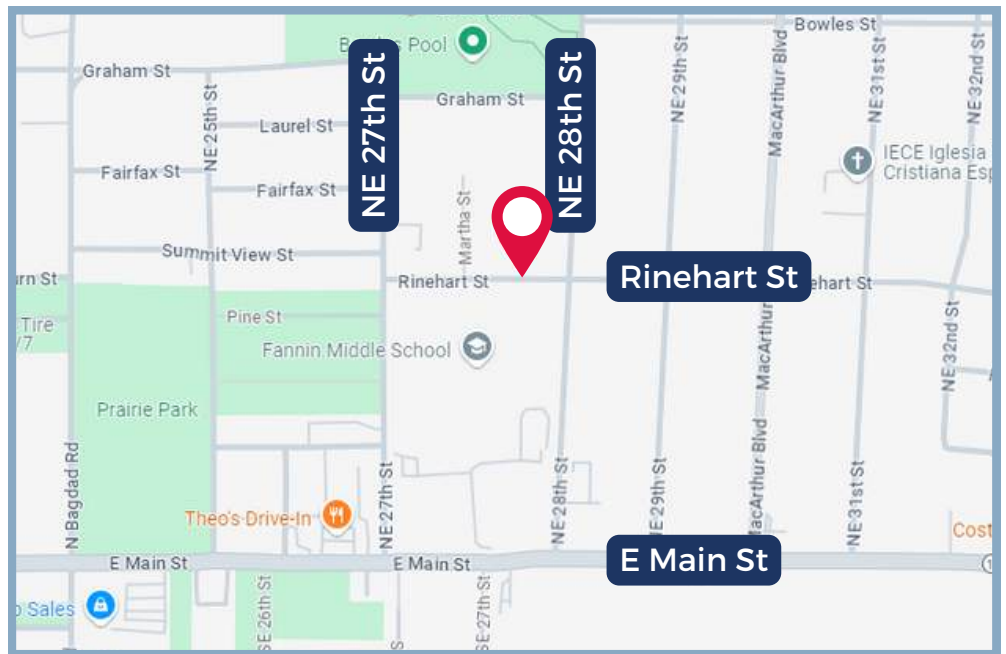 Bowles St
B s Pool
Graham St
NE 27th St
NE 28th St
NE 29th St
MacArthur Blvd
NE 31st St
NE 32nd St
Graham St
NE 25th St
Laurel St
Fairfax St
Fairfax St
IECE Iglesia
Cristiana Esp
Martha St
Summit View St
urn St
Rinehart St
Rinehart St
ehart St
Tire
/7
Pine St
Fannin Middle School
MacArthur
NE 32nd St
Prairie Park
MacArthur Blvd
N Bagdad Rd
NE 27th St
NE 28th St
NE 29th St
MacArthur Blvd
NE 31st St
Theo's Drive-In
Cost
E Main St
E Main St
E Main St
o Sales
SE 26th St
S
SE 27th St